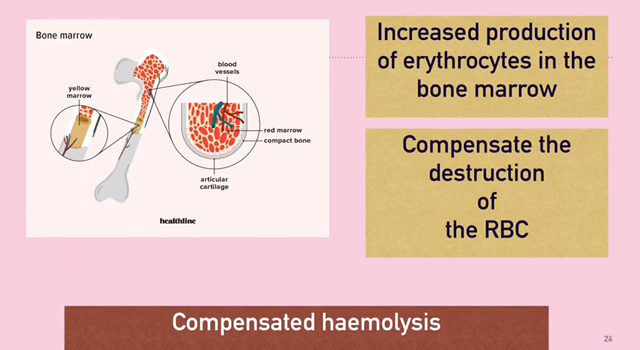 Bone marrow
yellow
marrow
blood
vessels
red marrow
compact bone
articular
cartilage
healthline
Increased production
of erythrocytes in the
bone marrow
Compensate the
destruction
of
the RBC
Compensated haemolysis
24